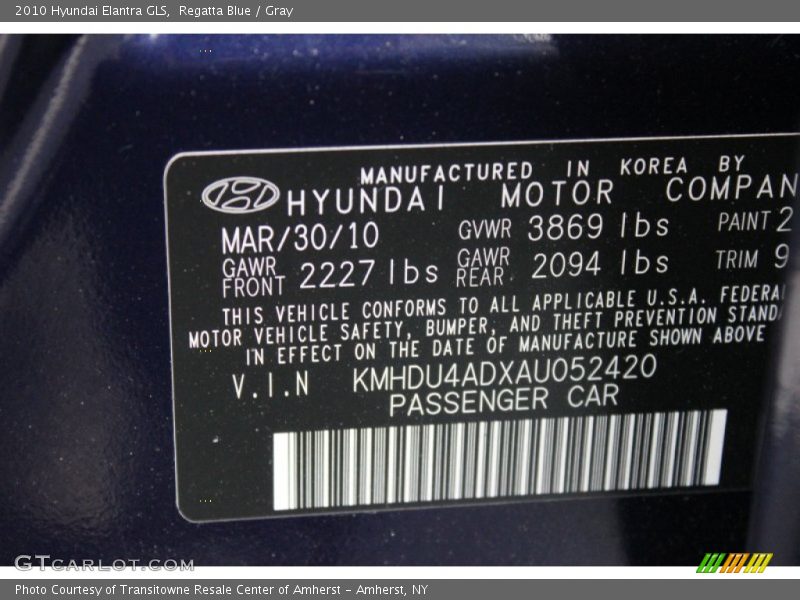 2010 Hyundai Elantra GLS, Regatta Blue / Gray
MANUFACTURED IN KOREA BY
HYUNDAI MOTOR COMPAN
MAR/30/10 GVWR 3869 lbs PAINT 2
GAWR FRONT 2227 lbs GAWR REAR 2094 lbs TRIM 9
THIS VEHICLE CONFORMS TO ALL APPLICABLE U.S.A. FEDERA
MOTOR VEHICLE SAFETY, BUMPER, AND THEFT PREVENTION STANDA
IN EFFECT ON THE DATE OF MANUFACTURE SHOWN ABOVE
V.I.N KMHDU4ADXAU052420
PASSENGER CAR
GTCARLOT.COM
Photo Courtesy of Transitowne Resale Center of Amherst - Amherst, NY